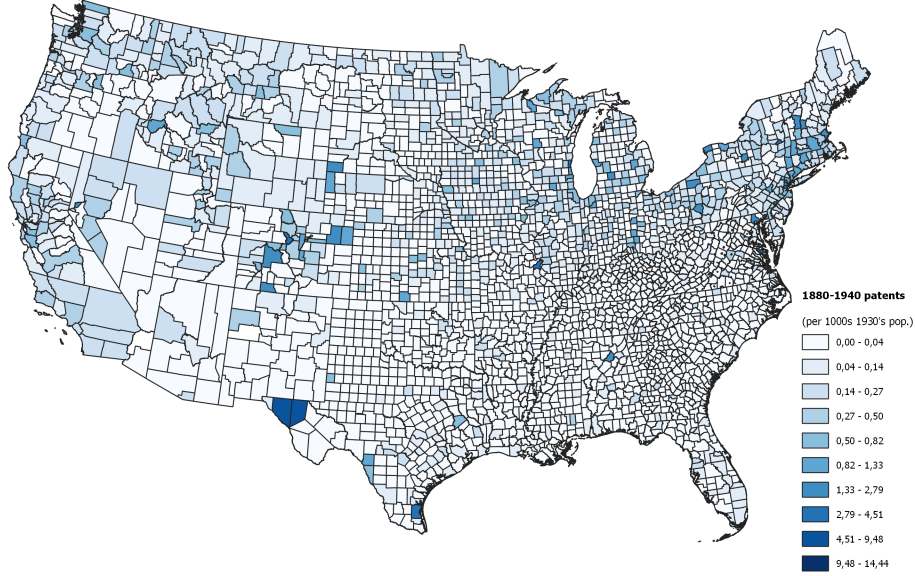 1880-1940 patents
(per 1000s 1930's pop.)
0,00 - 0,04
0,04 - 0,14
0,14 - 0,27
0,27 - 0,50
0,50 - 0,82
0,82 - 1,33
1,33 - 2,79
2,79 - 4,51
4,51 - 9,48
9,48 - 14,44